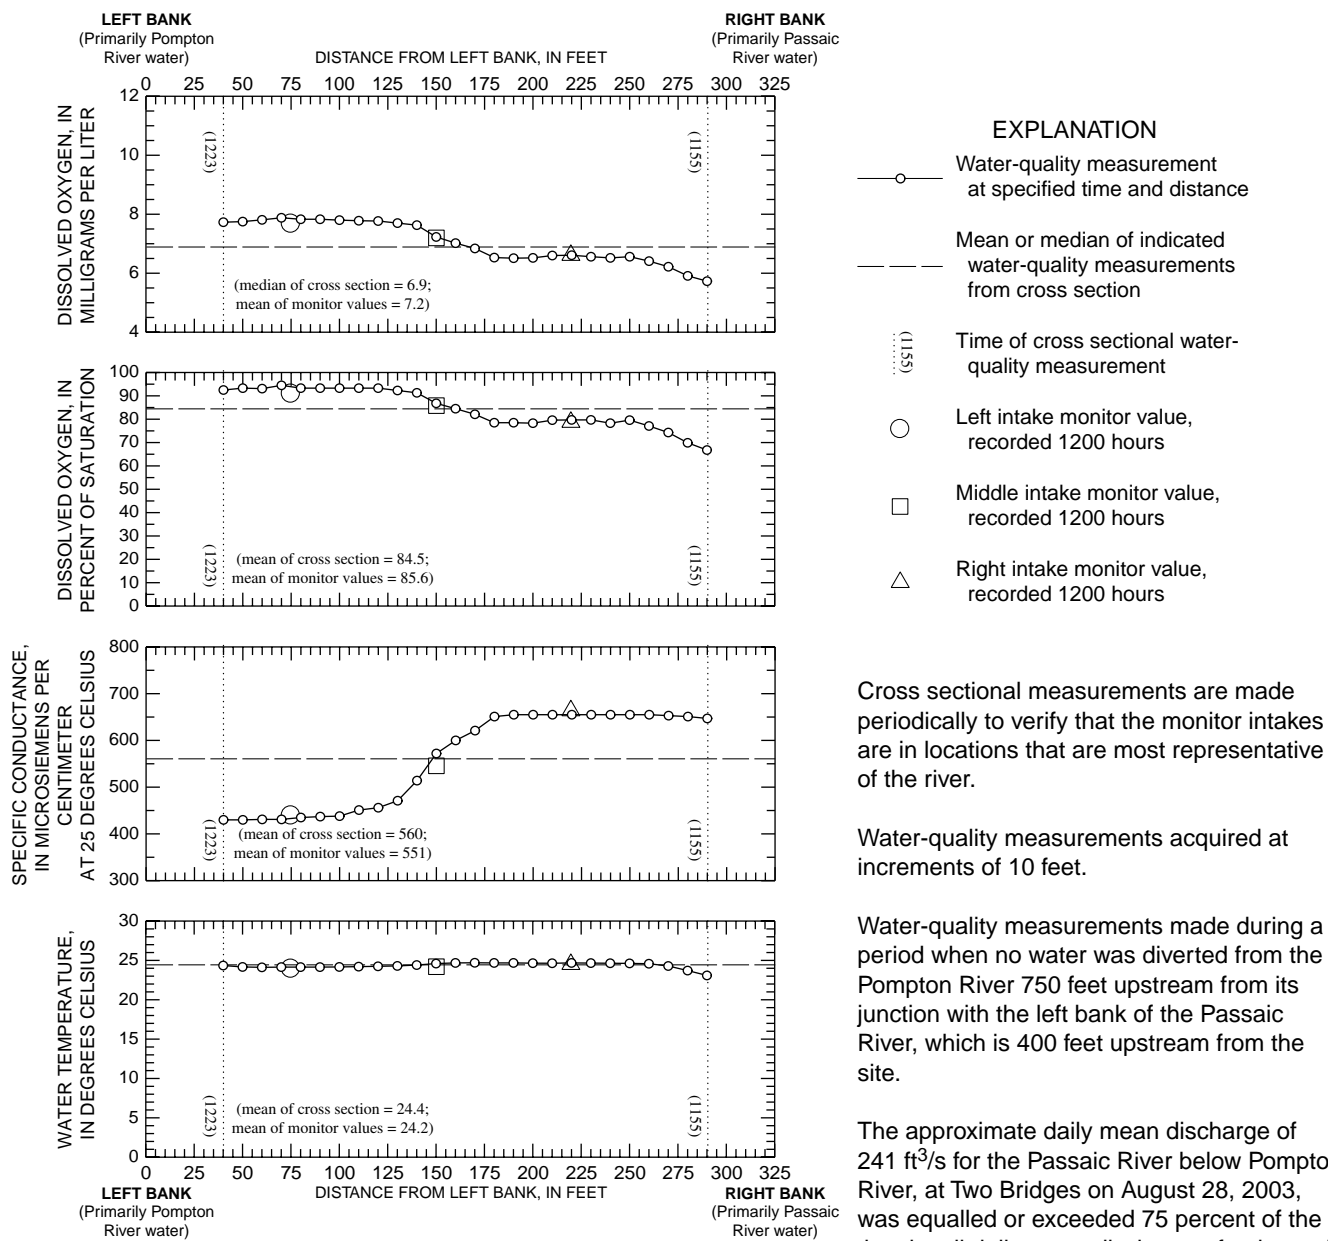 LEFT BANK
(Primarily Pompton
River water)
RIGHT BANK
(Primarily Passaic
River water)
DISTANCE FROM LEFT BANK, IN FEET
0 25 50 75 100 125 150 175 200 225 250 275 300 325
DISSOLVED OXYGEN, IN
MILLIGRAMS PER LITER
12
10
8
6
4
(1223)
(1155)
(median of cross section = 6.9;
mean of monitor values = 7.2)
DISSOLVED OXYGEN, IN
PERCENT OF SATURATION
100
90
80
70
60
50
40
30
20
10
0
(1223)
(1155)
(mean of cross section = 84.5;
mean of monitor values = 85.6)
SPECIFIC CONDUCTANCE,
IN MICROSIEMENS PER
CENTIMETER
AT 25 DEGREES CELSIUS
800
700
600
500
400
300
(1223)
(1155)
(mean of cross section = 560;
mean of monitor values = 551)
WATER TEMPERATURE,
IN DEGREES CELSIUS
30
25
20
15
10
5
0
(1223)
(1155)
(mean of cross section = 24.4;
mean of monitor values = 24.2)
0 25 50 75 100 125 150 175 200 225 250 275 300 325
DISTANCE FROM LEFT BANK, IN FEET
LEFT BANK
(Primarily Pompton
River water)
RIGHT BANK
(Primarily Passaic
River water)
EXPLANATION
Water-quality measurement
at specified time and distance
Mean or median of indicated
water-quality measurements
from cross section
(1155)
Time of cross sectional water-
quality measurement
Left intake monitor value,
recorded 1200 hours
Middle intake monitor value,
recorded 1200 hours
Right intake monitor value,
recorded 1200 hours
Cross sectional measurements are made
periodically to verify that the monitor intakes
are in locations that are most representative
of the river.
Water-quality measurements acquired at
increments of 10 feet.
Water-quality measurements made during a
period when no water was diverted from the
Pompton River 750 feet upstream from its
junction with the left bank of the Passaic
River, which is 400 feet upstream from the
site.
The approximate daily mean discharge of
241 ft³/s for the Passaic River below Pompto
River, at Two Bridges on August 28, 2003,
was equalled or exceeded 75 percent of the